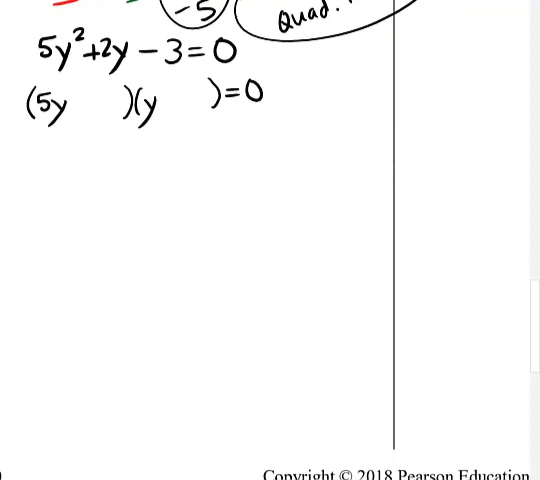 -5 Quad.
5y²+2y-3=0
(5y )(y )=0
Copyright © 2018 Pearson Education